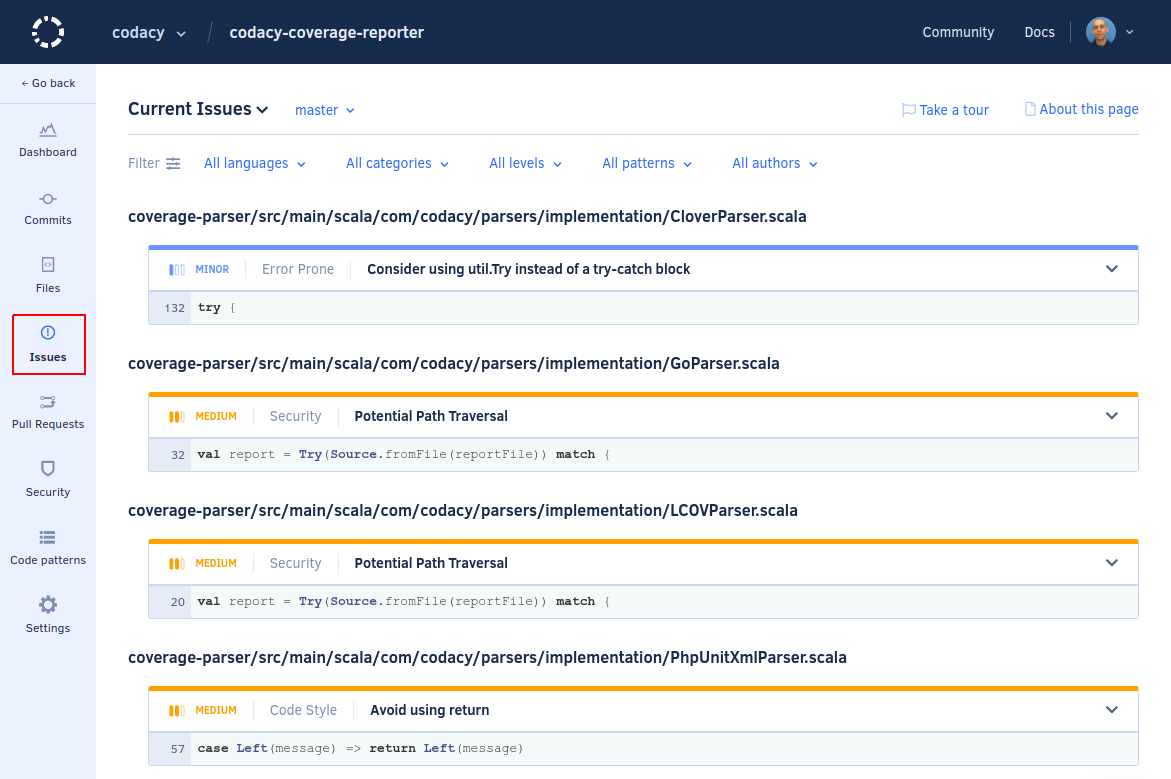 codacy / codacy-coverage-reporter Community Docs
← Go back
Dashboard
Commits
Files
Issues
Pull Requests
Security
Code patterns
Settings
Current Issues master Take a tour About this page
Filter All languages All categories All levels All patterns All authors
coverage-parser/src/main/scala/com/codacy/parsers/implementation/CloverParser.scala
MINOR Error Prone Consider using util.Try instead of a try-catch block
132 try {
coverage-parser/src/main/scala/com/codacy/parsers/implementation/GoParser.scala
MEDIUM Security Potential Path Traversal
32 val report = Try(Source.fromFile(reportFile)) match {
coverage-parser/src/main/scala/com/codacy/parsers/implementation/LCOVParser.scala
MEDIUM Security Potential Path Traversal
20 val report = Try(Source.fromFile(reportFile)) match {
coverage-parser/src/main/scala/com/codacy/parsers/implementation/PhpUnitXmlParser.scala
MEDIUM Code Style Avoid using return
57 case Left(message) => return Left(message)